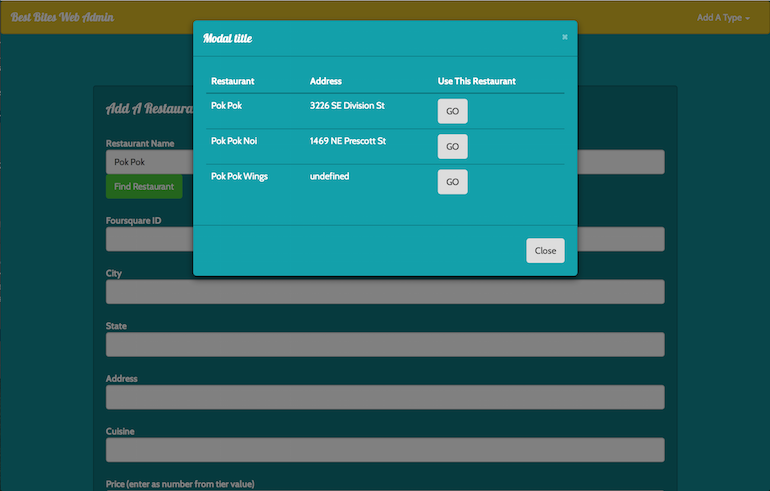 Best Bites Web Admin
Add A Type
Modal title
×
Restaurant Address Use This Restaurant
Pok Pok 3226 SE Division St GO
Pok Pok Noi 1469 NE Prescott St GO
Pok Pok Wings undefined GO
Close
Add A Restaura
Restaurant Name
Pok Pok
Find Restaurant
Foursquare ID
City
State
Address
Cuisine
Price (enter as number from tier value)